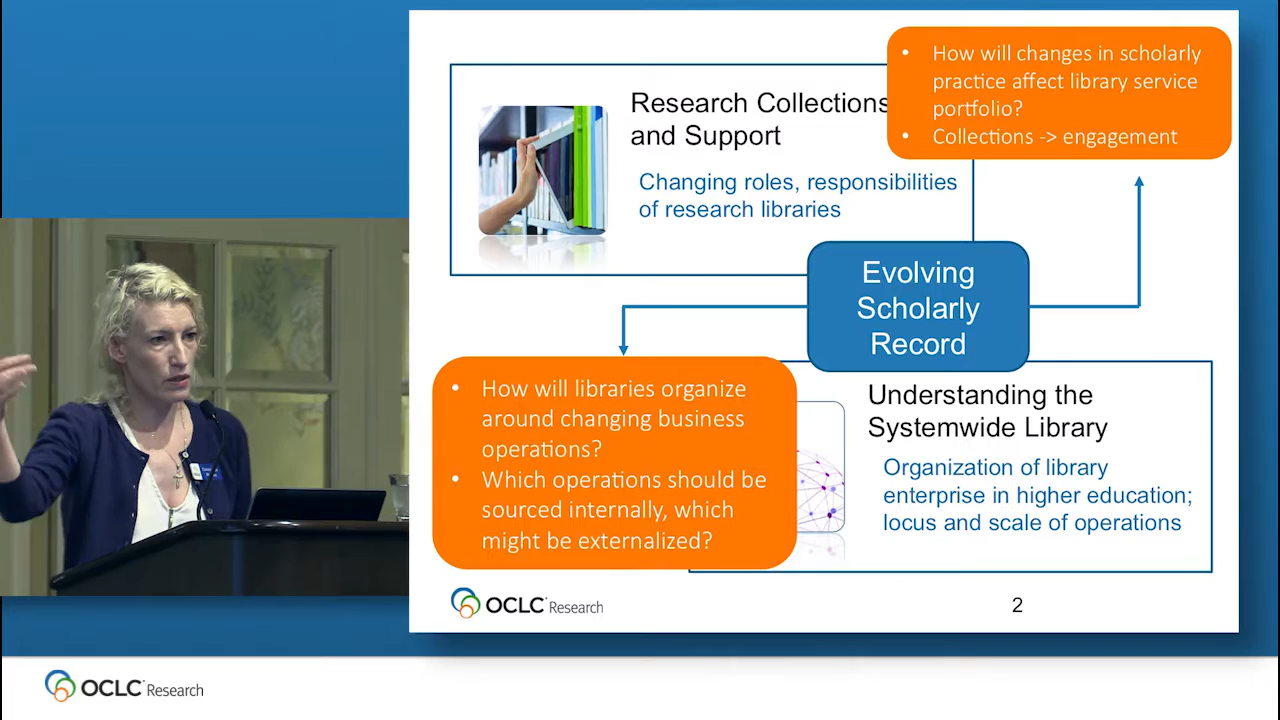 Research Collections
and Support
Changing roles, responsibilities
of research libraries
• How will changes in scholarly
practice affect library service
portfolio?
• Collections -> engagement
Evolving
Scholarly
Record
• How will libraries organize
around changing business
operations?
• Which operations should be
sourced internally, which
might be externalized?
Understanding the
Systemwide Library
Organization of library
enterprise in higher education;
locus and scale of operations
OCLC Research
2
OCLC Research